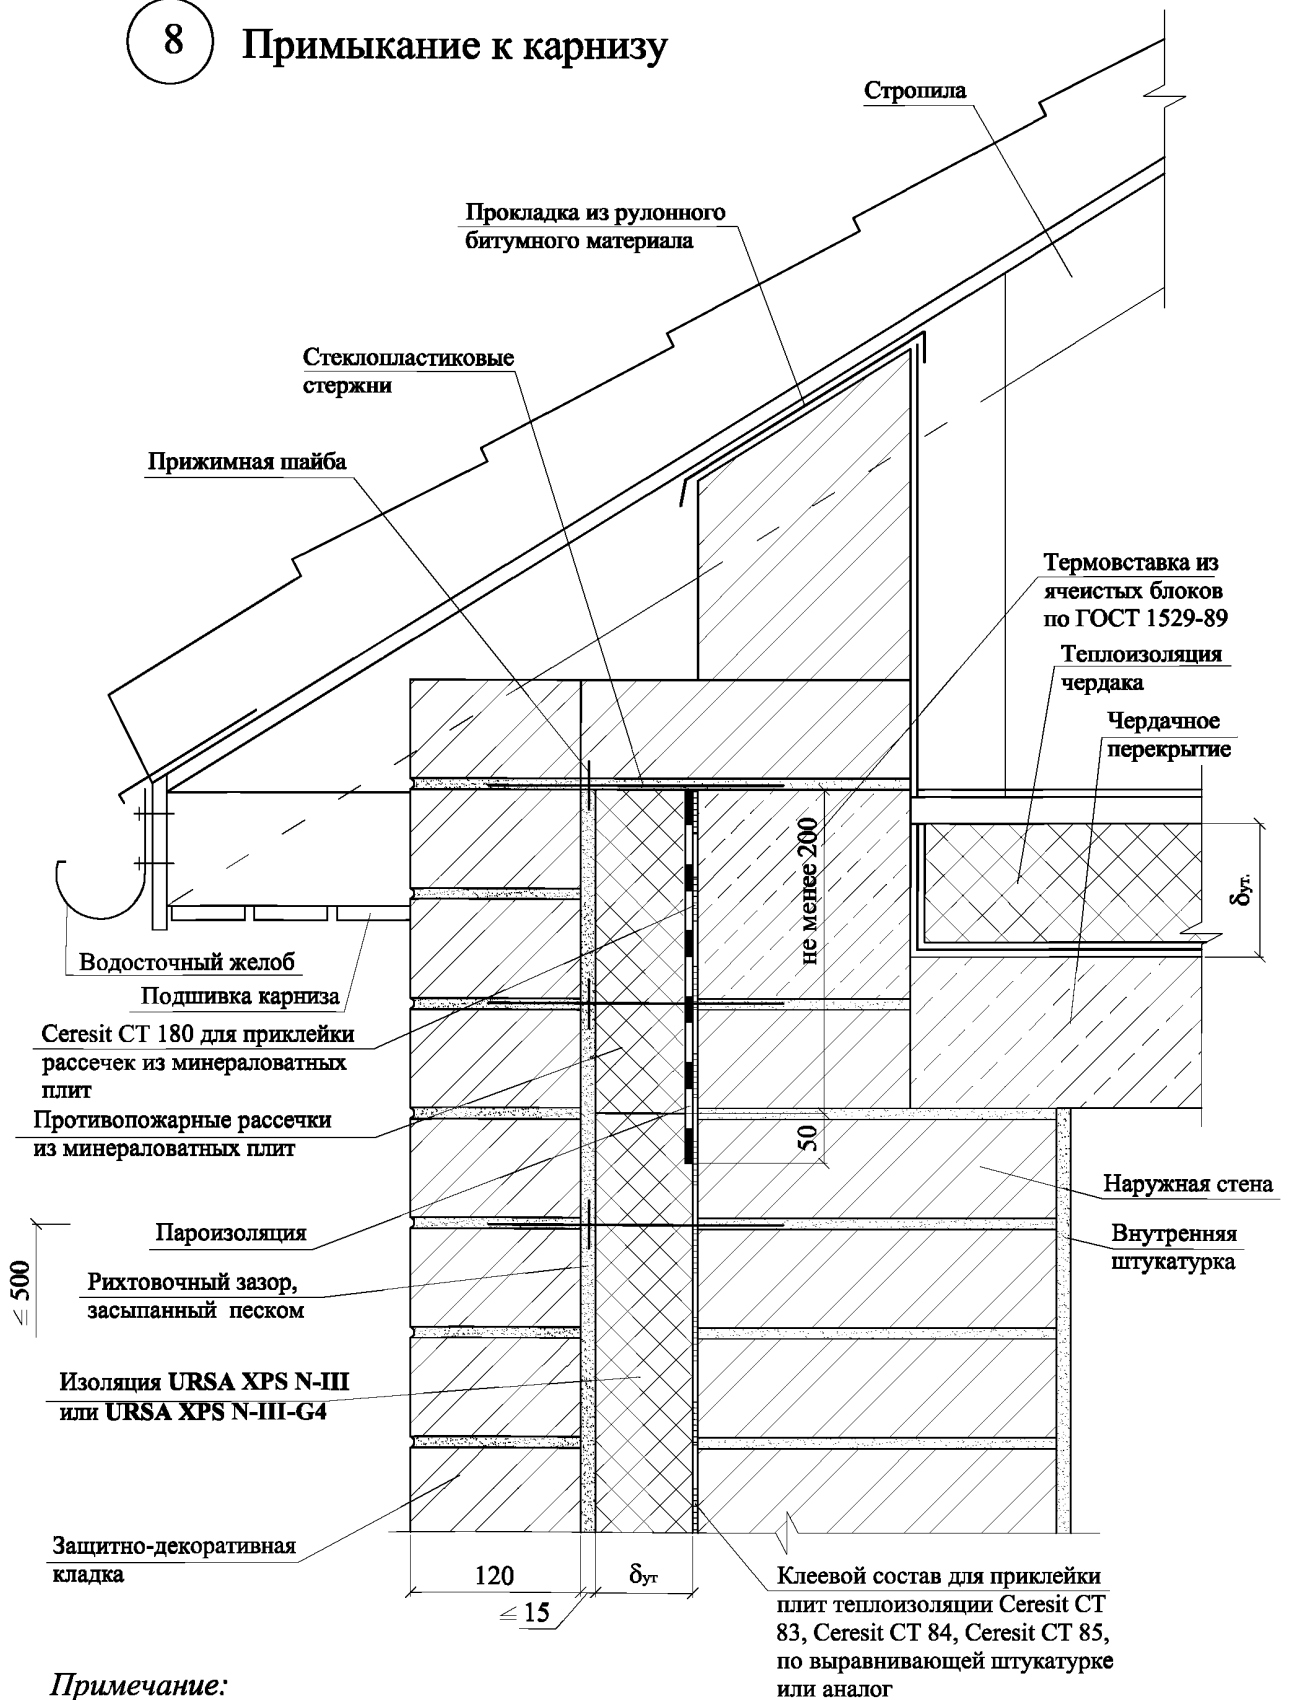 8 Примыкание к карнизу
Стропила
Прокладка из рулонного
битумного материала
Стеклопластиковые
стержни
Прижимная шайба
Термовставка из
ячеистых блоков
по ГОСТ 1529-89
Теплоизоляция
чердака
Чердачное
перекрытие
не менее 200
δут.
Водосточный желоб
Подшивка карниза
Ceresit CT 180 для приклейки
рассечек из минераловатных
плит
Противопожарные рассечки
из минераловатных плит
50
Наружная стена
Пароизоляция
Внутренняя
штукатурка
≤ 500
Рихтовочный зазор,
засыпанный песком
Изоляция URSA XPS N-III
или URSA XPS N-III-G4
Защитно-декоративная
кладка
120
δут
≤ 15
Клеевой состав для приклейки
плит теплоизоляции Ceresit CT
83, Ceresit CT 84, Ceresit CT 85,
по выравнивающей штукатурке
или аналог
Примечание: